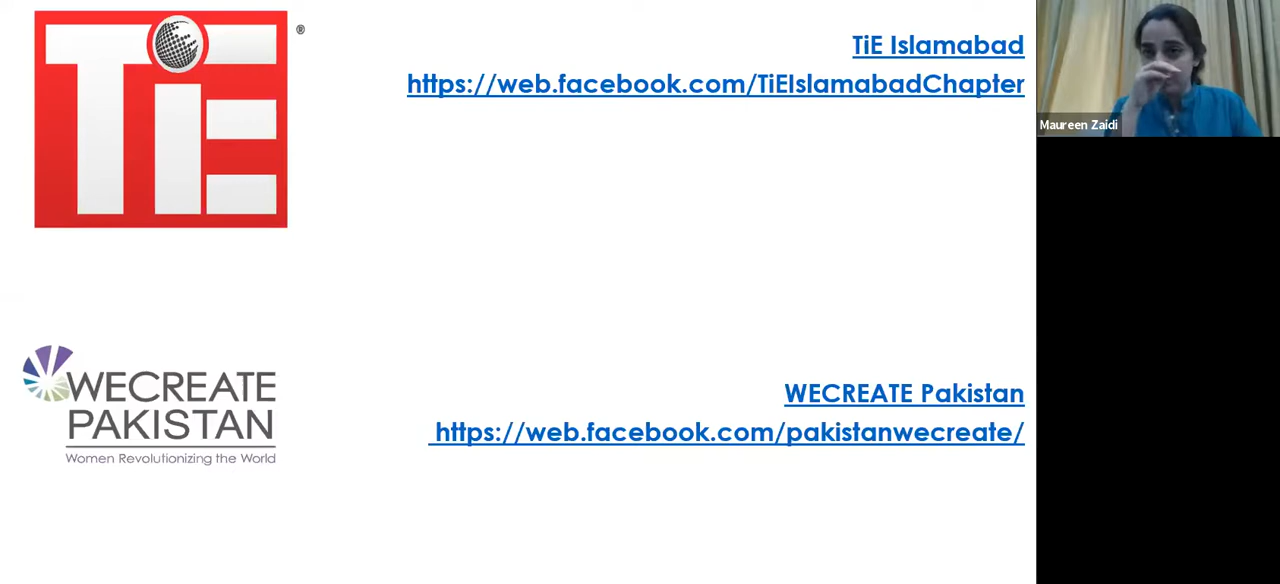 TiE
®
TiE Islamabad
https://web.facebook.com/TiEIslamabadChapter
Maureen Zaidi
WECREATE
PAKISTAN
Women Revolutionizing the World
WECREATE Pakistan
https://web.facebook.com/pakistanwecreate/